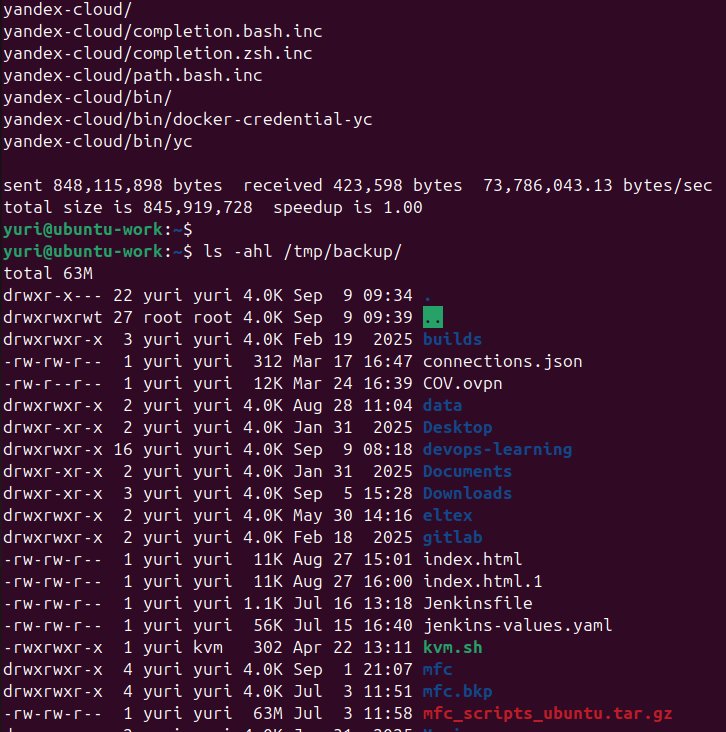 yandex-cloud/
yandex-cloud/completion.bash.inc
yandex-cloud/completion.zsh.inc
yandex-cloud/path.bash.inc
yandex-cloud/bin/
yandex-cloud/bin/docker-credential-yc
yandex-cloud/bin/yc

sent 848,115,898 bytes  received 423,598 bytes  73,786,043.13 bytes/sec
total size is 845,919,728  speedup is 1.00
yuri@ubuntu-work:~$
yuri@ubuntu-work:~$ ls -ahl /tmp/backup/
total 63M
drwxr-x--- 22 yuri yuri 4.0K Sep  9 09:34 .
drwxrwxrwt 27 root root 4.0K Sep  9 09:39 ..
drwxrwxr-x  3 yuri yuri 4.0K Feb 19  2025 builds
-rw-rw-r--  1 yuri yuri  312 Mar 17 16:47 connections.json
-rw-r--r--  1 yuri yuri  12K Mar 24 16:39 COV.ovpn
drwxrwxr-x  2 yuri yuri 4.0K Aug 28 11:04 data
drwxr-xr-x  2 yuri yuri 4.0K Jan 31  2025 Desktop
drwxrwxr-x 16 yuri yuri 4.0K Sep  9 08:18 devops-learning
drwxr-xr-x  2 yuri yuri 4.0K Jan 31  2025 Documents
drwxr-xr-x  3 yuri yuri 4.0K Sep  5 15:28 Downloads
drwxrwxr-x  2 yuri yuri 4.0K May 30 14:16 eltex
drwxrwxr-x  2 yuri yuri 4.0K Feb 18  2025 gitlab
-rw-rw-r--  1 yuri yuri  11K Aug 27 15:01 index.html
-rw-rw-r--  1 yuri yuri  11K Aug 27 16:00 index.html.1
-rw-rw-r--  1 yuri yuri 1.1K Jul 16 13:18 Jenkinsfile
-rw-rw-r--  1 yuri yuri  56K Jul 15 16:40 jenkins-values.yaml
-rwxrwxr-x  1 yuri kvm   302 Apr 22 13:11 kvm.sh
drwxrwxr-x  4 yuri yuri 4.0K Sep  1 21:07 mfc
drwxrwxr-x  4 yuri yuri 4.0K Jul  3 11:51 mfc.bkp
-rw-rw-r--  1 yuri yuri  63M Jul  3 11:58 mfc_scripts_ubuntu.tar.gz